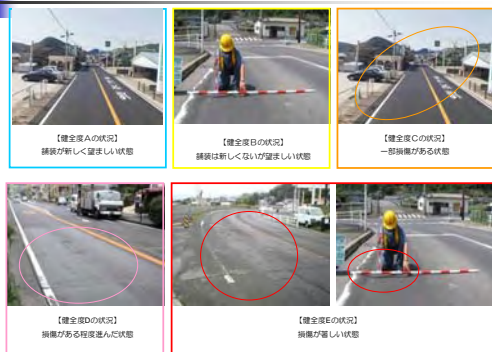 【健全度Aの状況】
舗装が新しく望ましい状態
【健全度Bの状況】
舗装は新しくないが望ましい状態
【健全度Cの状況】
一部損傷がある状態
【健全度Dの状況】
損傷がある程度進んだ状態
【健全度Eの状況】
損傷が著しい状態